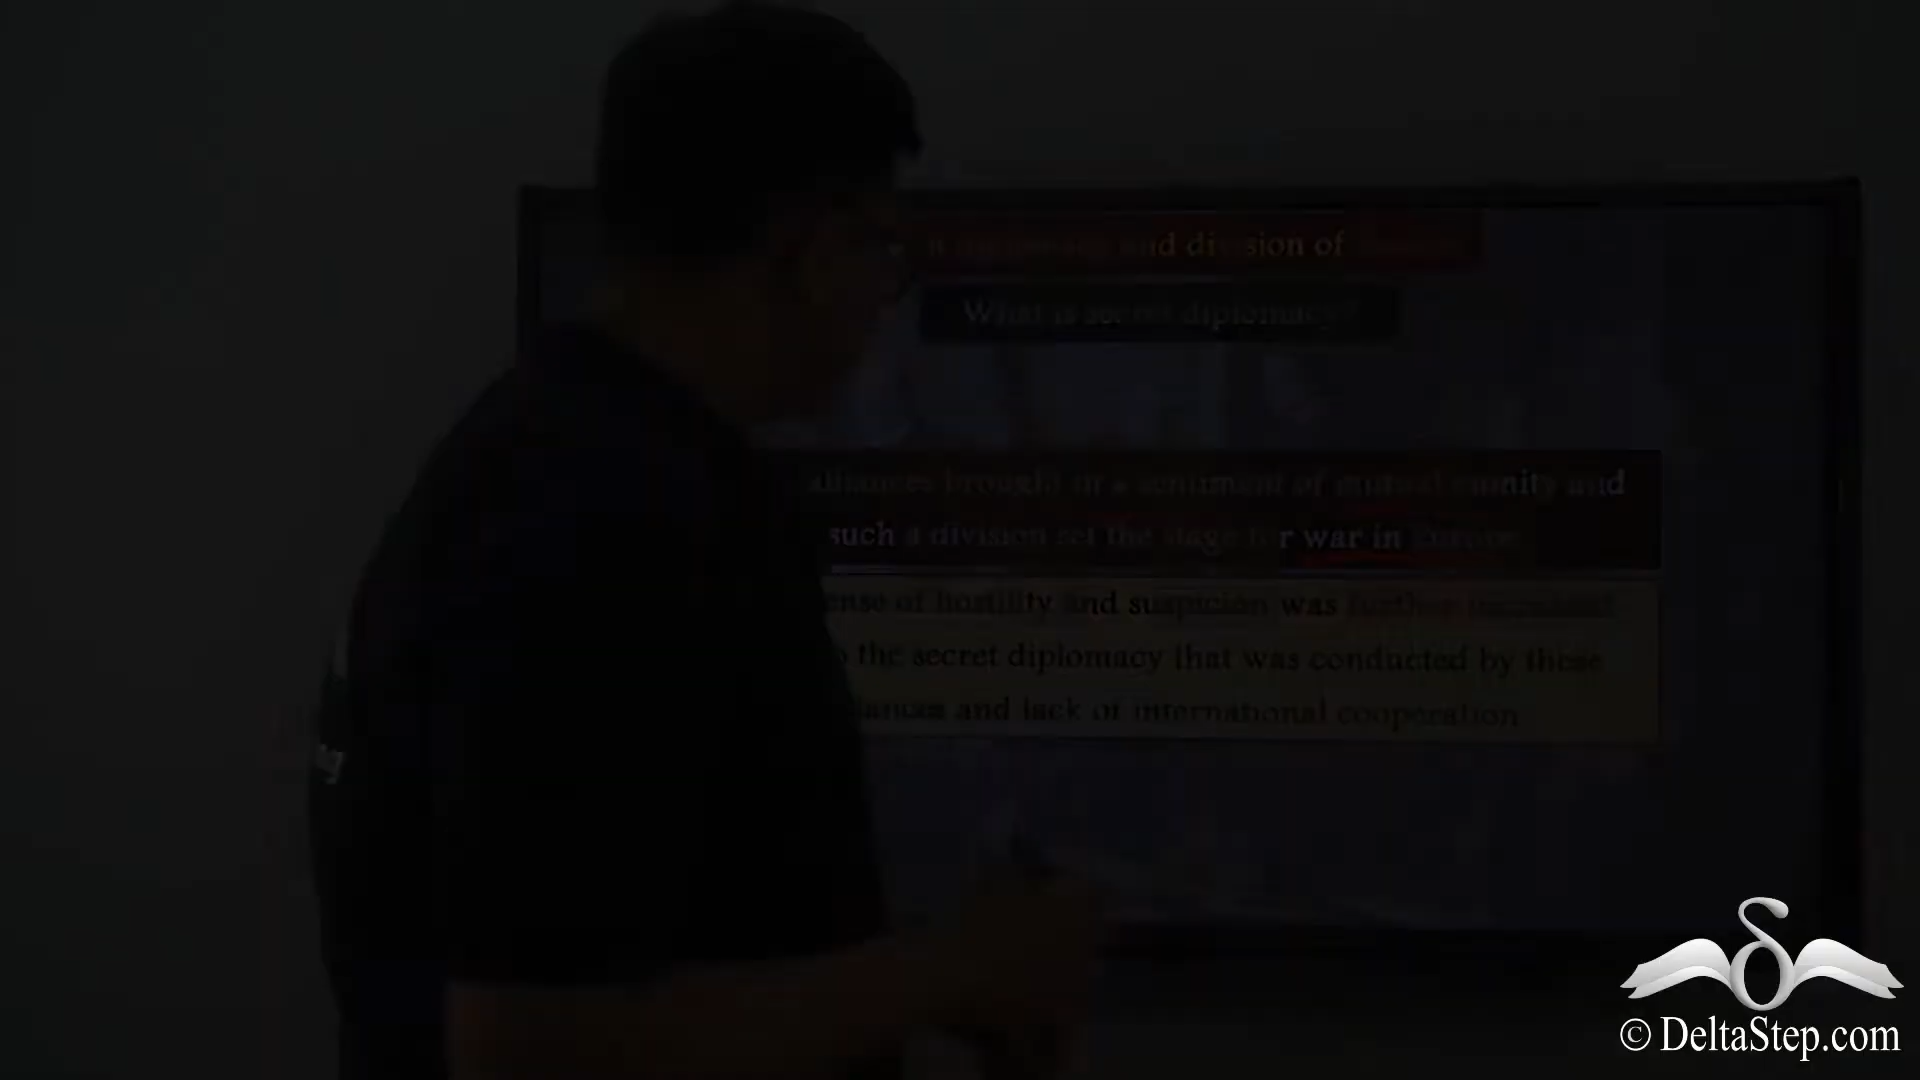 and division of
What is secret diplomacy?
alliances brought in a sentiment of mutual enmity and
such a division set the stage for war in Europe
of hostility and suspicion was further increased
the secret diplomacy that was conducted by these
and lack of international cooperation
© DeltaStep.com